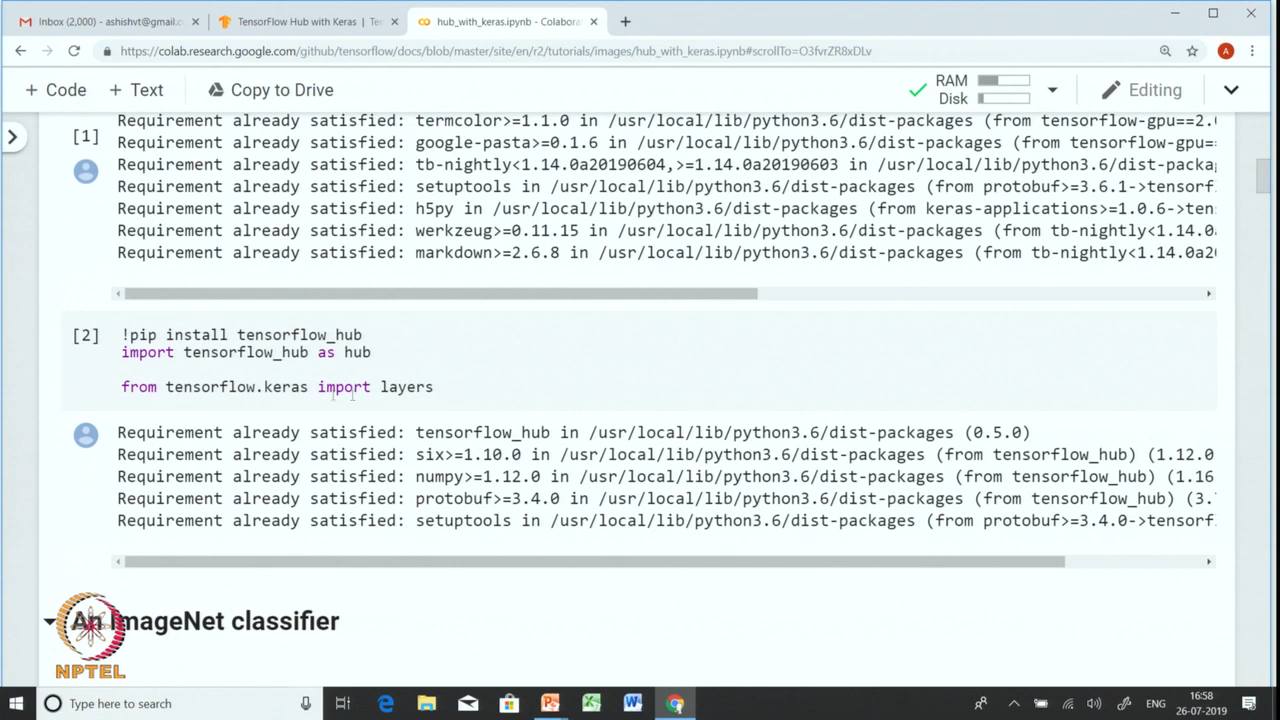 Inbox (2,000) - ashishvt@gmail.c
TensorFlow Hub with Keras | Ten
hub_with_keras.ipynb - Colabora
https://colab.research.google.com/github/tensorflow/docs/blob/master/site/en/r2/tutorials/images/hub_with_keras.ipynb#scrollTo=O3fvrZR8xDLv
A
+ Code
+ Text
Copy to Drive
RAM
Disk
Editing
[1]
Requirement already satisfied: termcolor>=1.1.0 in /usr/local/lib/python3.6/dist-packages (from tensorflow-gpu==2.
Requirement already satisfied: google-pasta>=0.1.6 in /usr/local/lib/python3.6/dist-packages (from tensorflow-gpu==
Requirement already satisfied: tb-nightly<1.14.0a20190604,>=1.14.0a20190603 in /usr/local/lib/python3.6/dist-packag
Requirement already satisfied: setuptools in /usr/local/lib/python3.6/dist-packages (from protobuf>=3.6.1->tensorf
Requirement already satisfied: h5py in /usr/local/lib/python3.6/dist-packages (from keras-applications>=1.0.6->ten
Requirement already satisfied: werkzeug>=0.11.15 in /usr/local/lib/python3.6/dist-packages (from tb-nightly<1.14.0
Requirement already satisfied: markdown>=2.6.8 in /usr/local/lib/python3.6/dist-packages (from tb-nightly<1.14.0a2
[2]
!pip install tensorflow_hub
import tensorflow_hub as hub
from tensorflow.keras import layers
Requirement already satisfied: tensorflow_hub in /usr/local/lib/python3.6/dist-packages (0.5.0)
Requirement already satisfied: six>=1.10.0 in /usr/local/lib/python3.6/dist-packages (from tensorflow_hub) (1.12.0
Requirement already satisfied: numpy>=1.12.0 in /usr/local/lib/python3.6/dist-packages (from tensorflow_hub) (1.16
Requirement already satisfied: protobuf>=3.4.0 in /usr/local/lib/python3.6/dist-packages (from tensorflow_hub) (3.
Requirement already satisfied: setuptools in /usr/local/lib/python3.6/dist-packages (from protobuf>=3.4.0->tensorf
An ImageNet classifier
NPTEL
Type here to search
ENG
16:58
26-07-2019